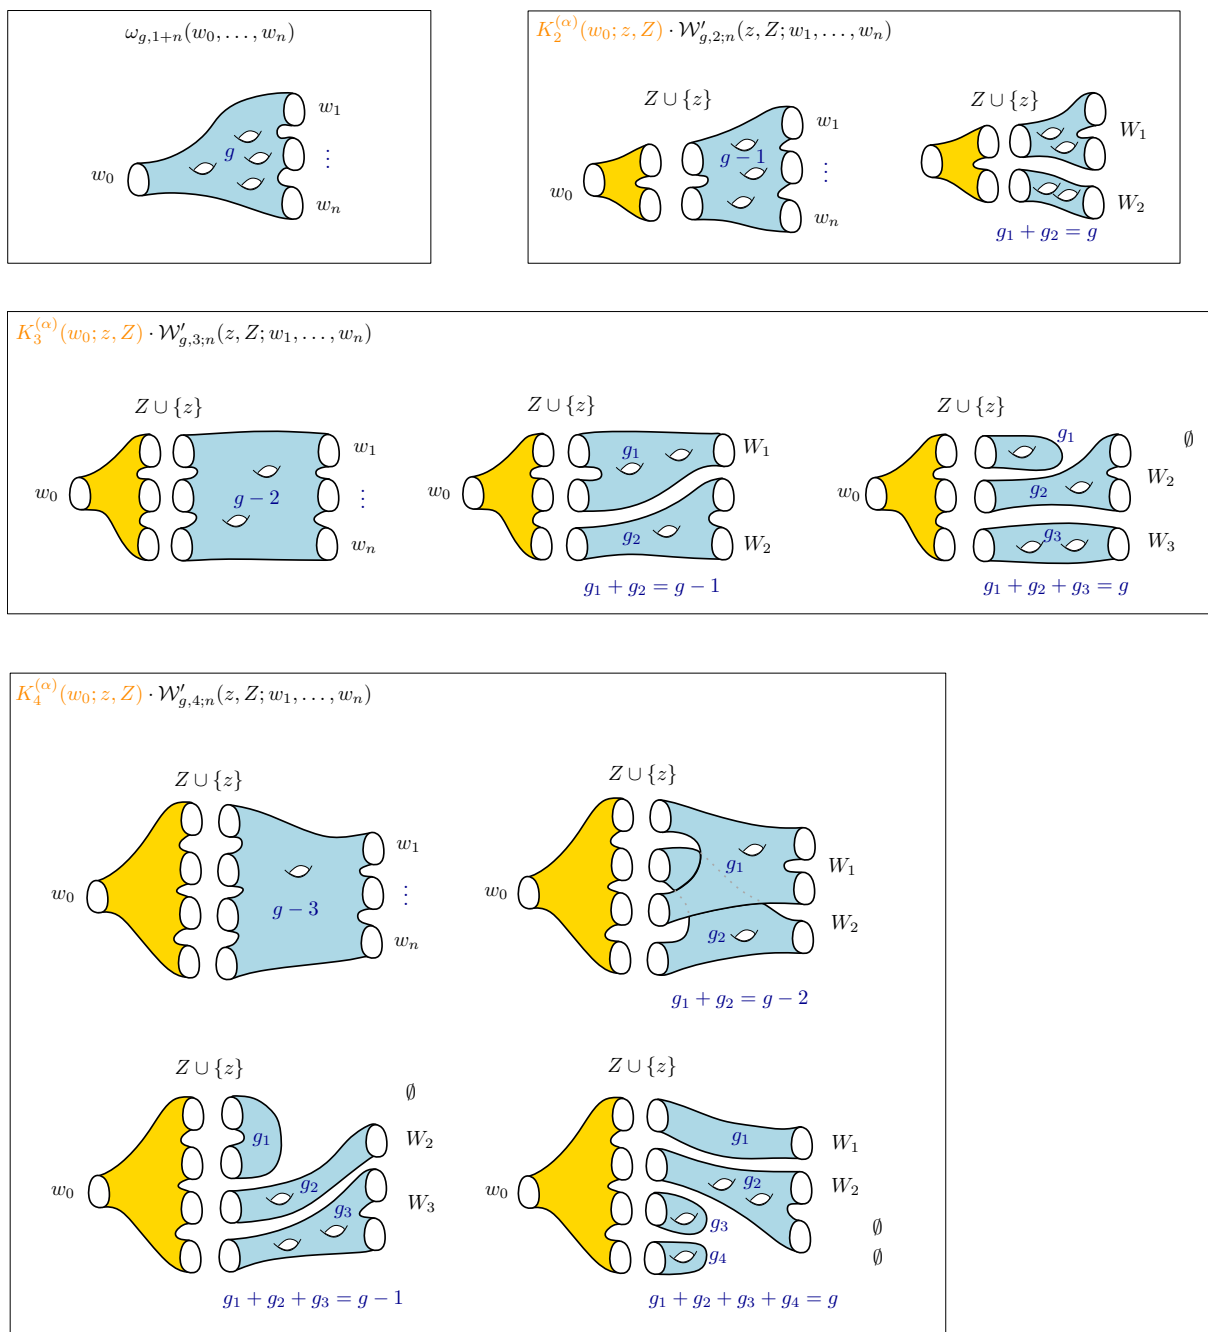 ω_{g,1+n}(w_0, …, w_n)
w_0
g
w_1
⋮
w_n
K_2^{(α)}(w_0; z, Z) · 𝒲′_{g,2;n}(z, Z; w_1, …, w_n)
Z ∪ {z}
w_0
g − 1
w_1
⋮
w_n
Z ∪ {z}
w_0
W_1
W_2
g_1 + g_2 = g
K_3^{(α)}(w_0; z, Z) · 𝒲′_{g,3;n}(z, Z; w_1, …, w_n)
Z ∪ {z}
w_0
g − 2
w_1
⋮
w_n
Z ∪ {z}
w_0
g_1
g_2
W_1
W_2
g_1 + g_2 = g − 1
Z ∪ {z}
w_0
g_1
g_2
g_3
∅
W_2
W_3
g_1 + g_2 + g_3 = g
K_4^{(α)}(w_0; z, Z) · 𝒲′_{g,4;n}(z, Z; w_1, …, w_n)
Z ∪ {z}
w_0
g − 3
w_1
⋮
w_n
Z ∪ {z}
w_0
g_1
g_2
W_1
W_2
g_1 + g_2 = g − 2
Z ∪ {z}
w_0
g_1
g_2
g_3
∅
W_2
W_3
g_1 + g_2 + g_3 = g − 1
Z ∪ {z}
w_0
g_1
g_2
g_3
g_4
W_1
W_2
∅
∅
g_1 + g_2 + g_3 + g_4 = g